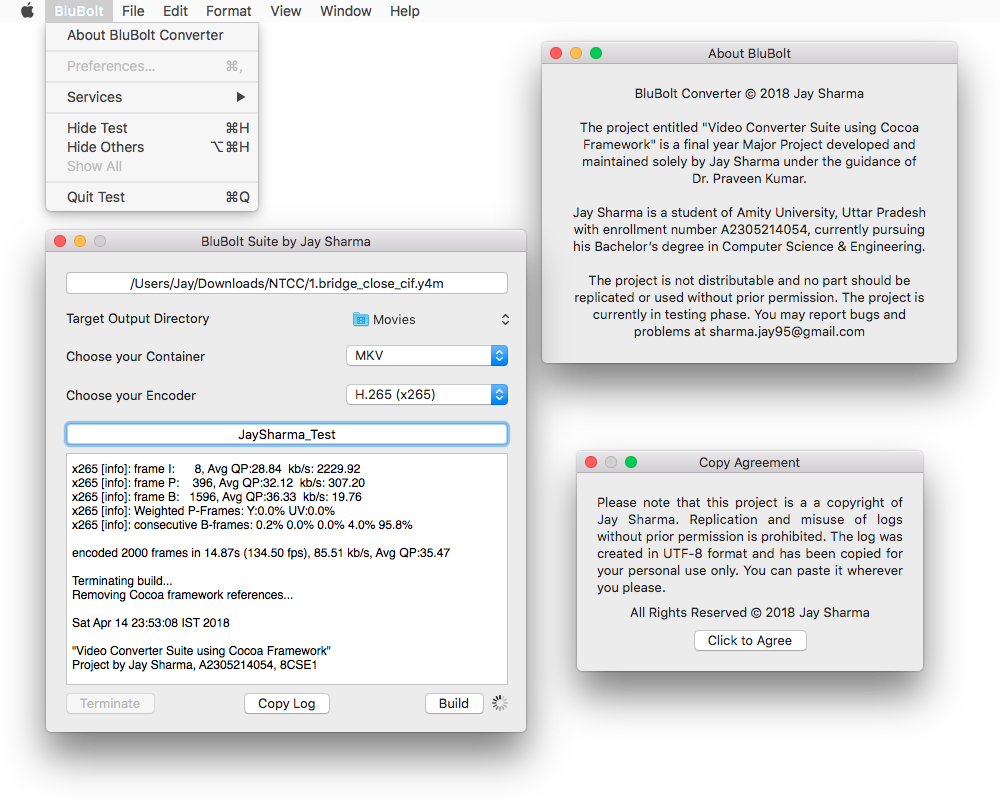 BluBolt File Edit Format View Window Help
About BluBolt Converter
Preferences... ⌘,
Services ▶
Hide Test ⌘H
Hide Others ⌥⌘H
Show All
Quit Test ⌘Q
About BluBolt
BluBolt Converter © 2018 Jay Sharma
The project entitled "Video Converter Suite using Cocoa
Framework" is a final year Major Project developed and
maintained solely by Jay Sharma under the guidance of
Dr. Praveen Kumar.
Jay Sharma is a student of Amity University, Uttar Pradesh
with enrollment number A2305214054, currently pursuing
his Bachelor’s degree in Computer Science & Engineering.
The project is not distributable and no part should be
replicated or used without prior permission. The project is
currently in testing phase. You may report bugs and
problems at sharma.jay95@gmail.com
BluBolt Suite by Jay Sharma
/Users/Jay/Downloads/NTCC/1.bridge_close_cif.y4m
Target Output Directory Movies
Choose your Container MKV
Choose your Encoder H.265 (x265)
JaySharma_Test
x265 [info]: frame I: 8, Avg QP:28.84 kb/s: 2229.92
x265 [info]: frame P: 396, Avg QP:32.12 kb/s: 307.20
x265 [info]: frame B: 1596, Avg QP:36.33 kb/s: 19.76
x265 [info]: Weighted P-Frames: Y:0.0% UV:0.0%
x265 [info]: consecutive B-frames: 0.2% 0.0% 0.0% 4.0% 95.8%
encoded 2000 frames in 14.87s (134.50 fps), 85.51 kb/s, Avg QP:35.47
Terminating build...
Removing Cocoa framework references...
Sat Apr 14 23:53:08 IST 2018
"Video Converter Suite using Cocoa Framework"
Project by Jay Sharma, A2305214054, 8CSE1
Terminate Copy Log Build
Copy Agreement
Please note that this project is a a copyright of
Jay Sharma. Replication and misuse of logs
without prior permission is prohibited. The log was
created in UTF-8 format and has been copied for
your personal use only. You can paste it wherever
you please.
All Rights Reserved © 2018 Jay Sharma
Click to Agree